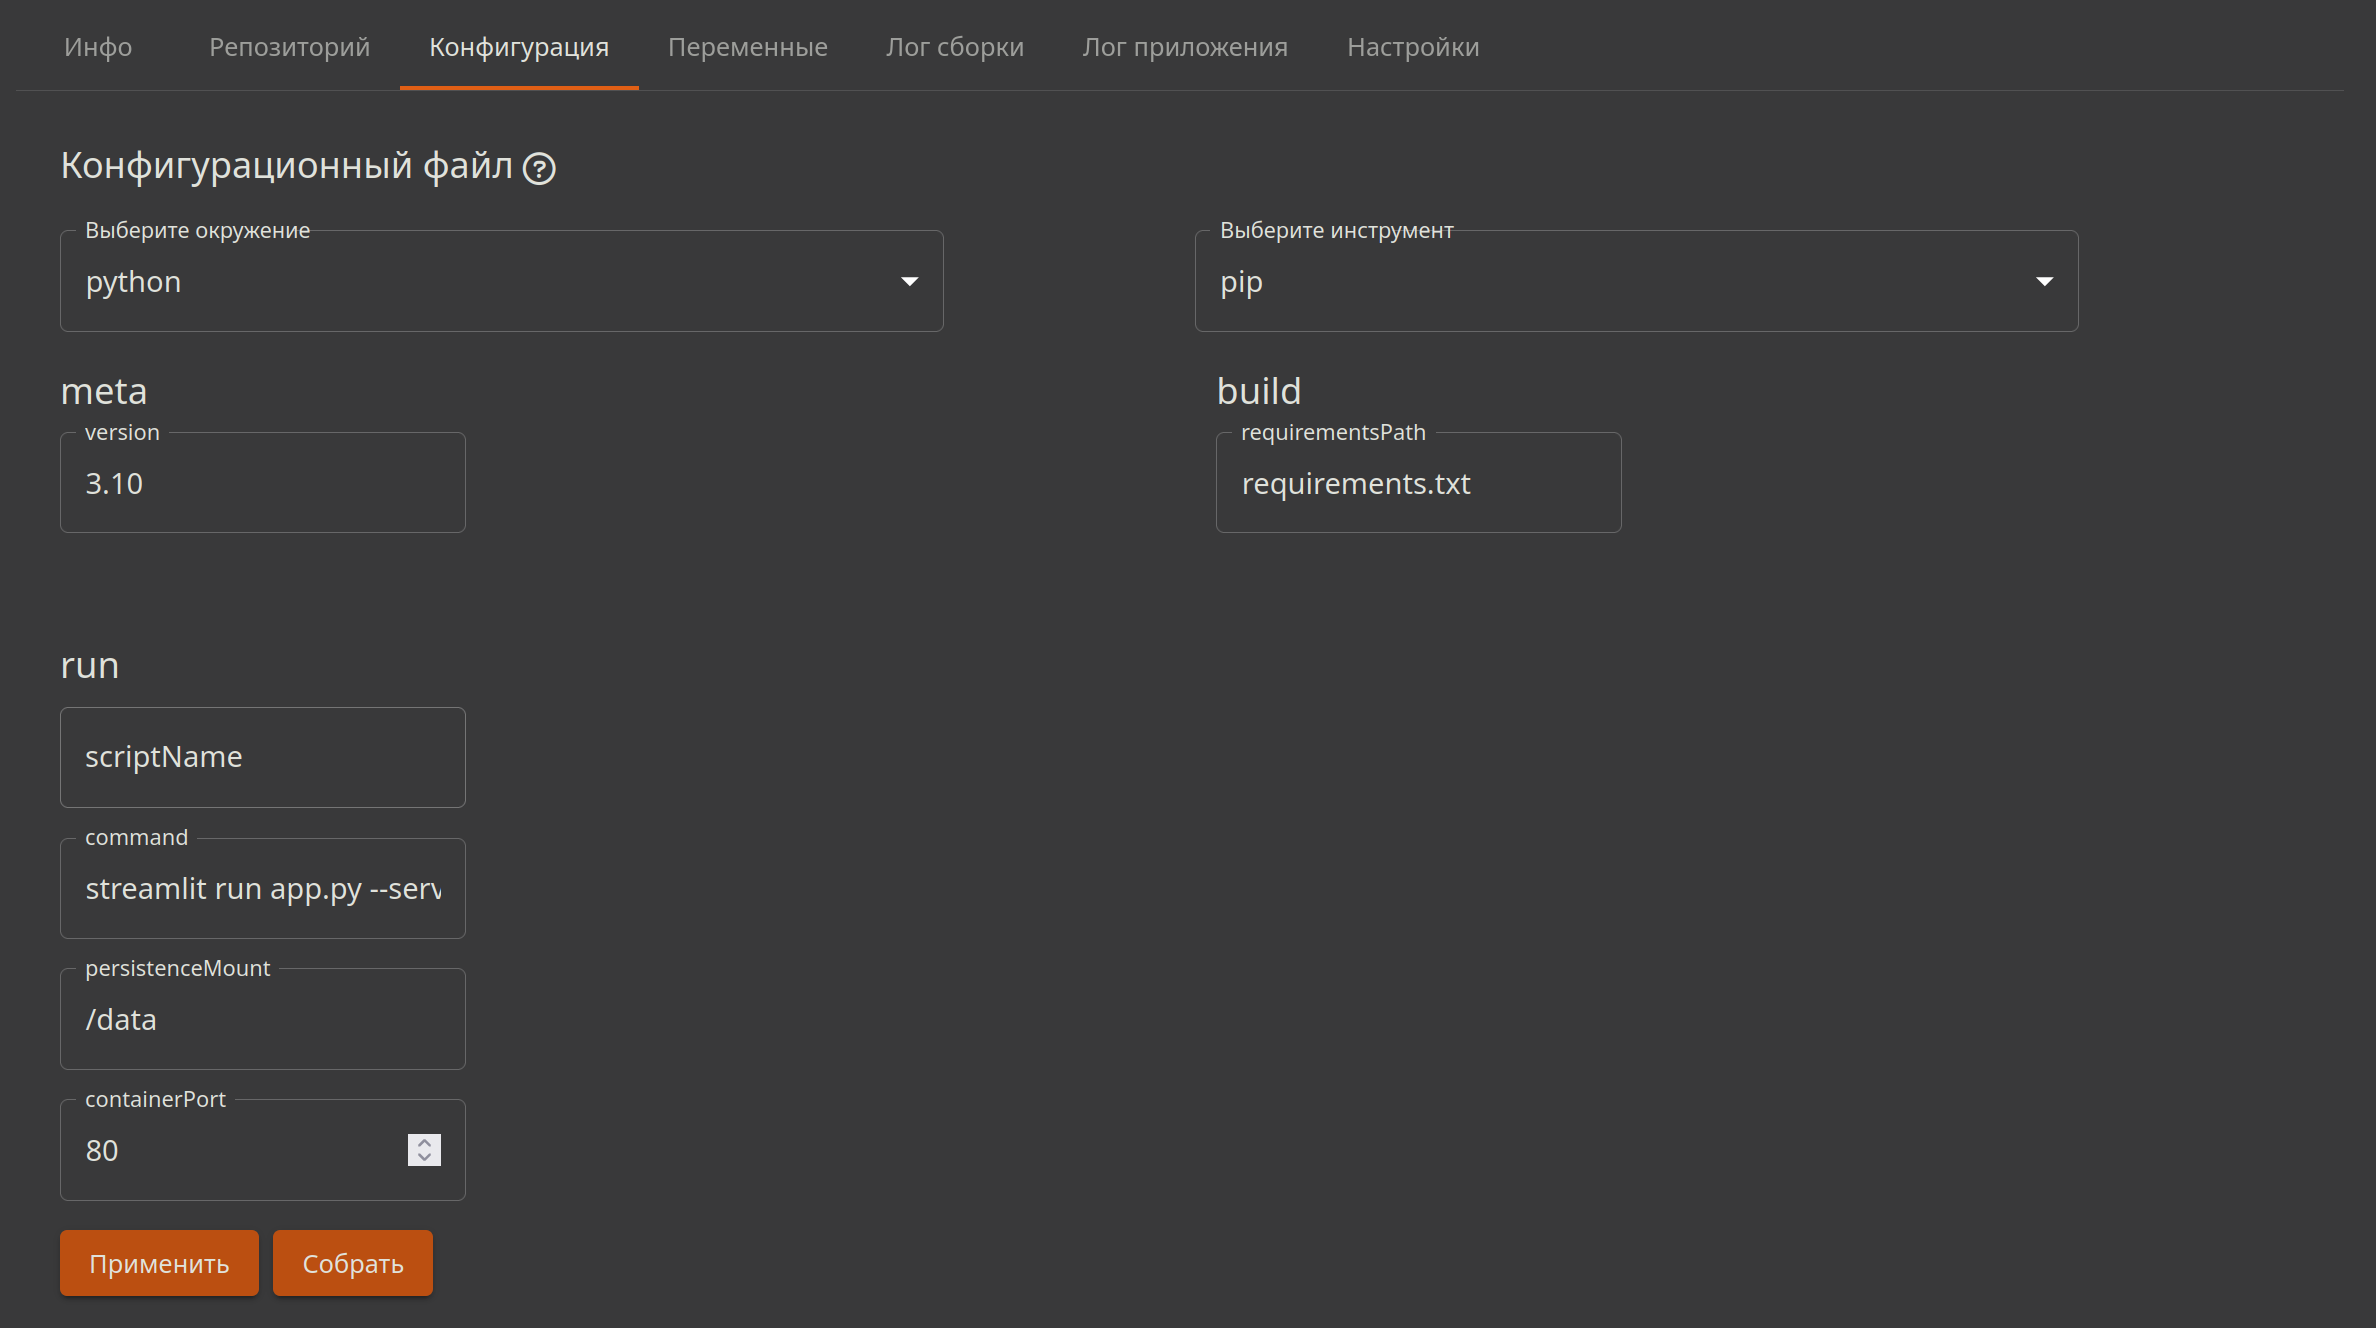 Инфо Репозиторий Конфигурация Переменные Лог сборки Лог приложения Настройки
Конфигурационный файл ?
Выберите окружение
python
Выберите инструмент
pip
meta
version
3.10
build
requirementsPath
requirements.txt
run
scriptName
command
streamlit run app.py --serv
persistenceMount
/data
containerPort
80
Применить Собрать